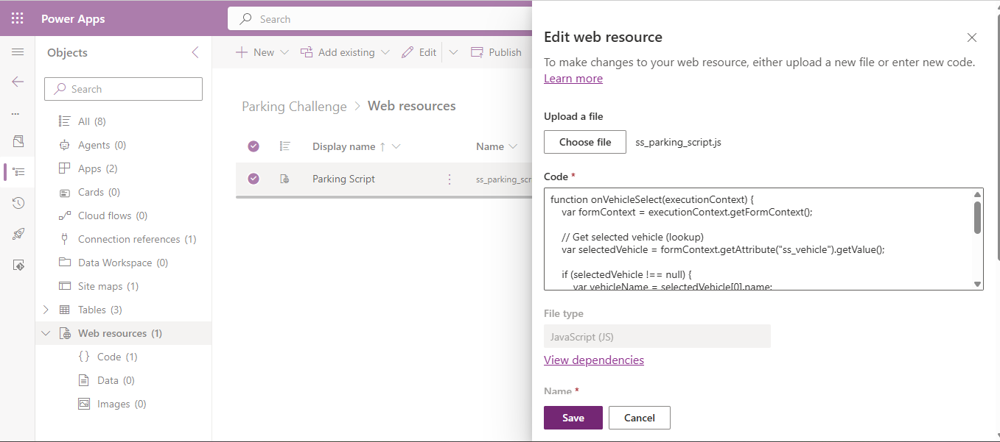 Power Apps
Search
Objects
Search
All (8)
Agents (0)
Apps (2)
Cards (0)
Cloud flows (0)
Connection references (1)
Data Workspace (0)
Site maps (1)
Tables (3)
Web resources (1)
Code (1)
Data (0)
Images (0)
New
Add existing
Edit
Publish
Parking Challenge > Web resources
Display name ↑
Name
Parking Script
ss_parking_scr
Edit web resource
To make changes to your web resource, either upload a new file or enter new code.
Learn more
Upload a file
Choose file ss_parking_script.js
Code *
function onVehicleSelect(executionContext) {
var formContext = executionContext.getFormContext();
// Get selected vehicle (lookup)
var selectedVehicle = formContext.getAttribute("ss_vehicle").getValue();
if (selectedVehicle !== null) {
var vehicleName = selectedVehicle[0].name;
File type
JavaScript (JS)
View dependencies
Name *
Save
Cancel